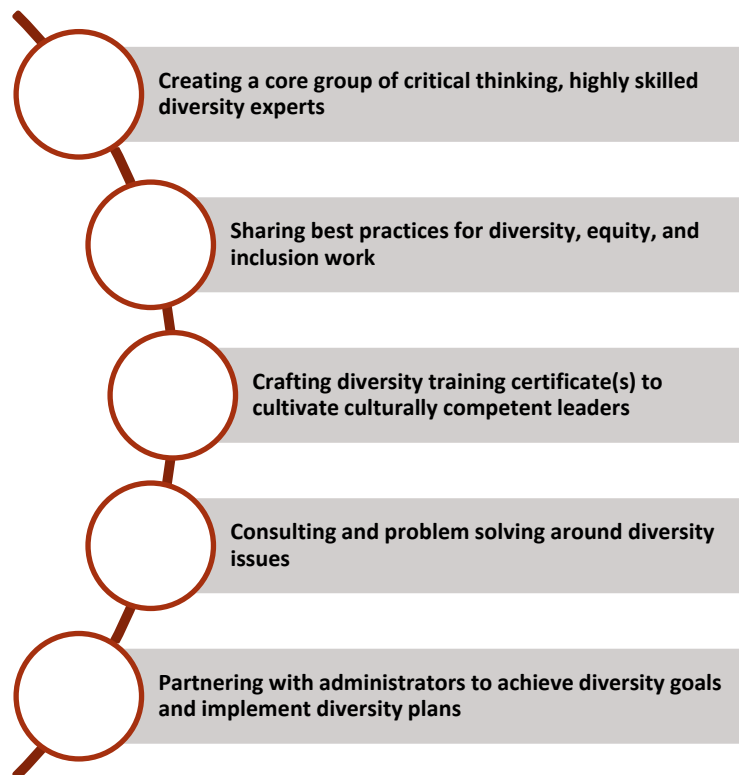 Creating a core group of critical thinking, highly skilled
diversity experts
Sharing best practices for diversity, equity, and
inclusion work
Crafting diversity training certificate(s) to
cultivate culturally competent leaders
Consulting and problem solving around diversity
issues
Partnering with administrators to achieve diversity goals
and implement diversity plans